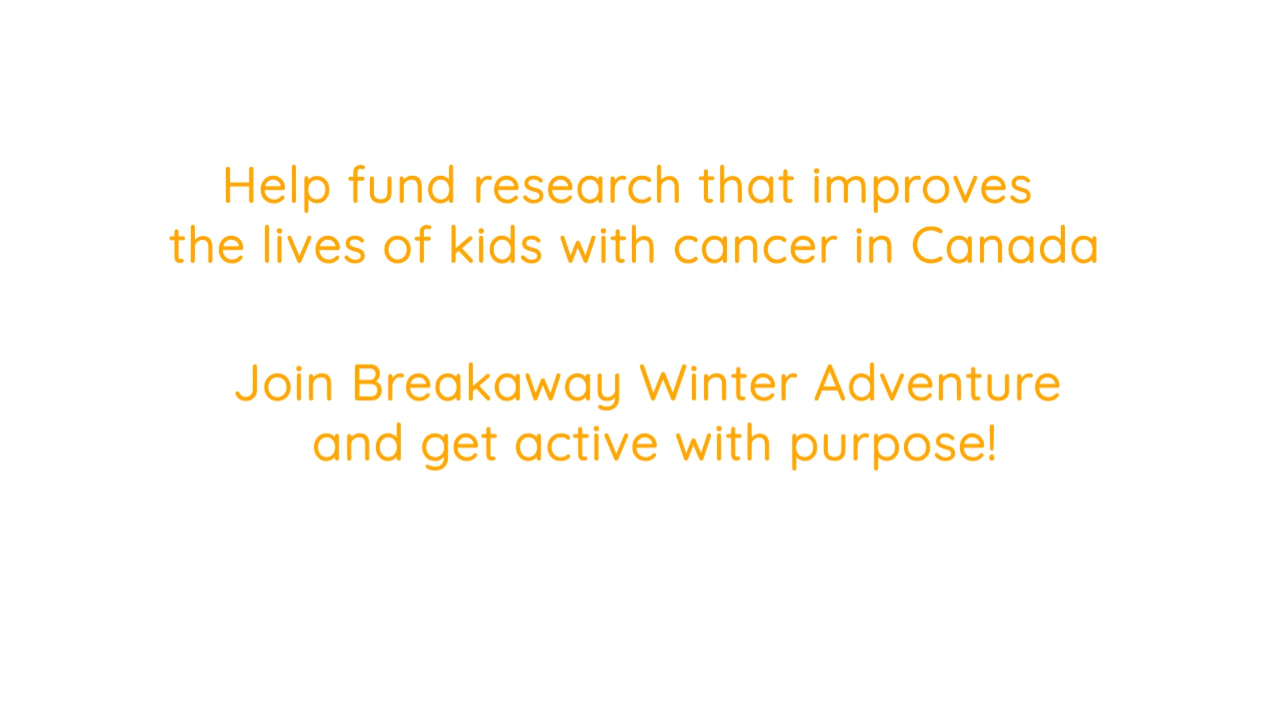 Help fund research that improves
the lives of kids with cancer in Canada
Join Breakaway Winter Adventure
and get active with purpose!